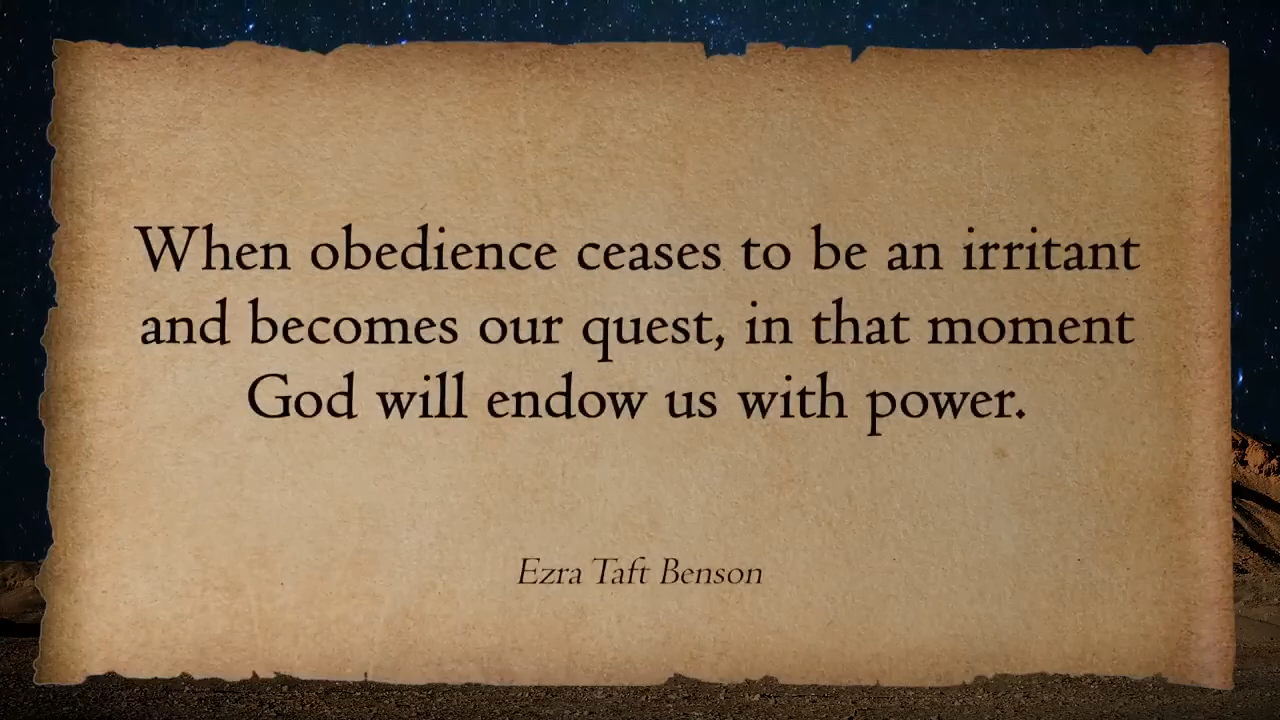 When obedience ceases to be an irritant
and becomes our quest, in that moment
God will endow us with power.
Ezra Taft Benson